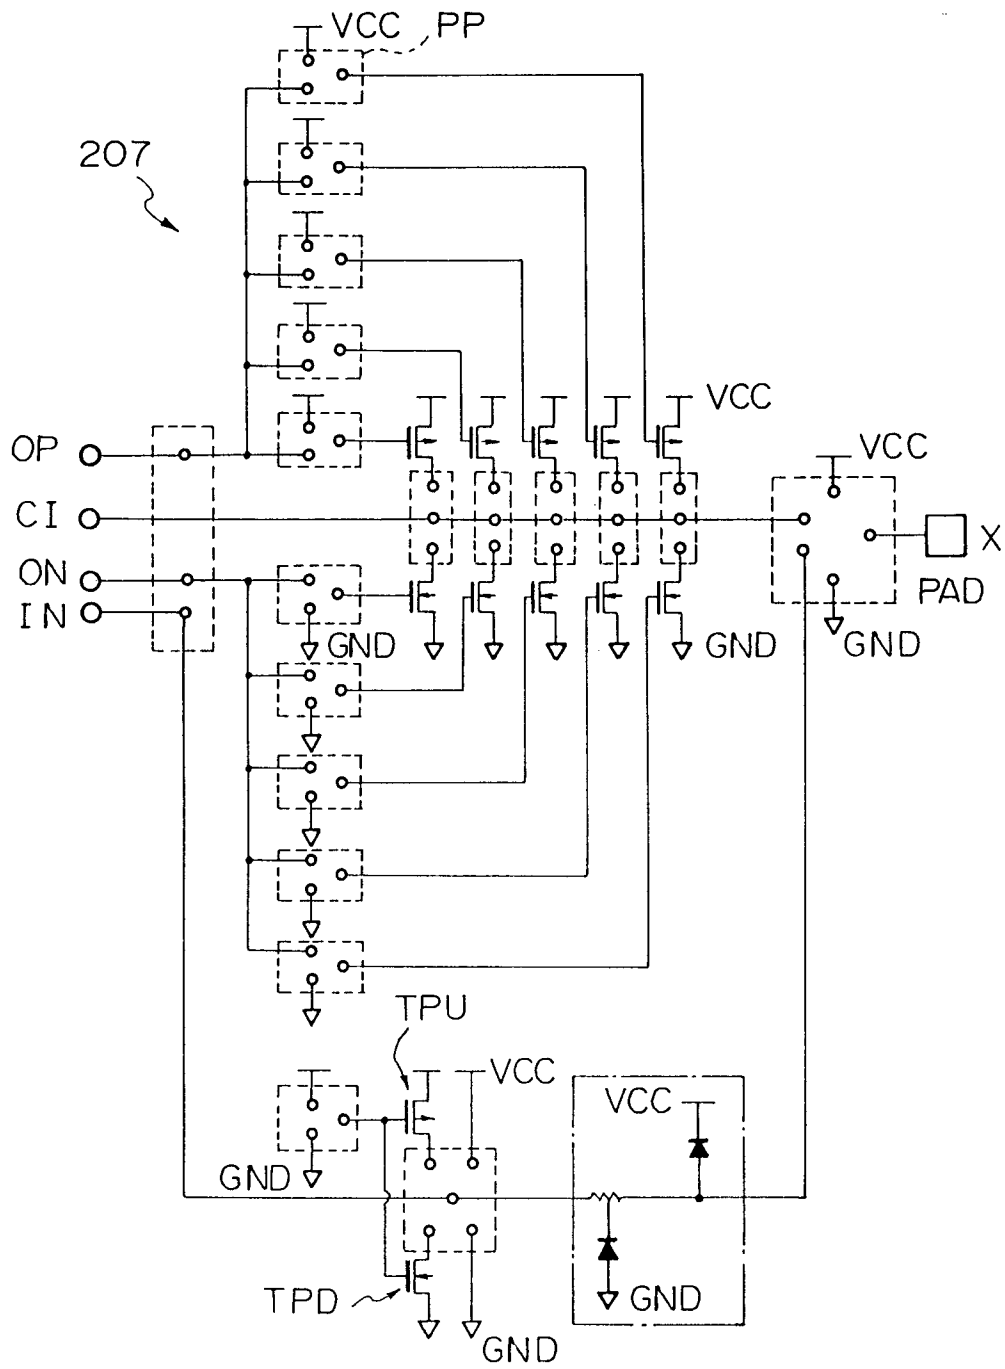 VCC PP
207
VCC
OP
VCC
CI
X
ON
PAD
IN
GND
GND
GND
TPU
VCC
VCC
GND
GND
TPD
GND